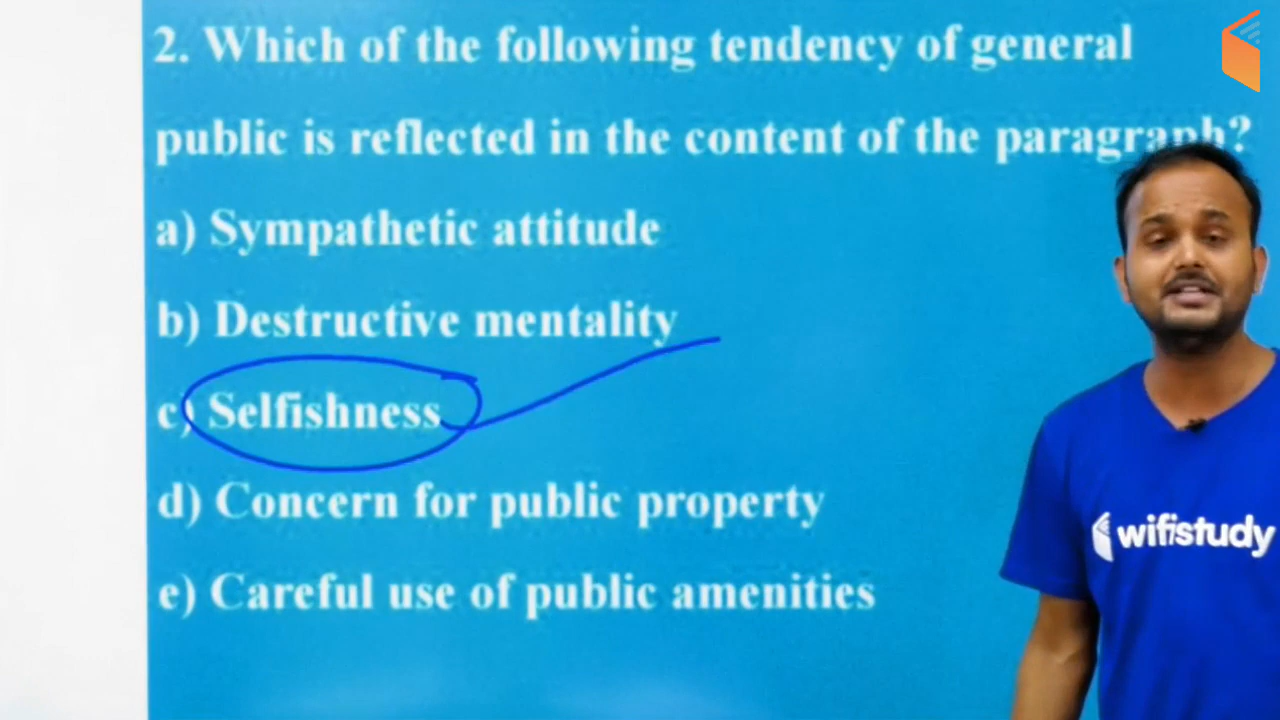 2. Which of the following tendency of general
public is reflected in the content of the paragraph?
a) Sympathetic attitude
b) Destructive mentality
c) Selfishness
d) Concern for public property
e) Careful use of public amenities
wifistudy